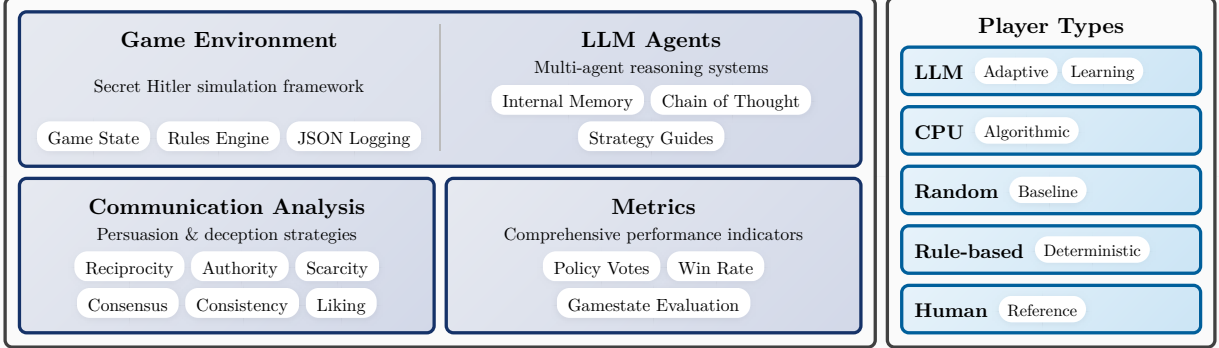 Game Environment
Secret Hitler simulation framework
Game State Rules Engine JSON Logging
LLM Agents
Multi-agent reasoning systems
Internal Memory Chain of Thought
Strategy Guides
Communication Analysis
Persuasion & deception strategies
Reciprocity Authority Scarcity
Consensus Consistency Liking
Metrics
Comprehensive performance indicators
Policy Votes Win Rate
Gamestate Evaluation
Player Types
LLM Adaptive Learning
CPU Algorithmic
Random Baseline
Rule-based Deterministic
Human Reference